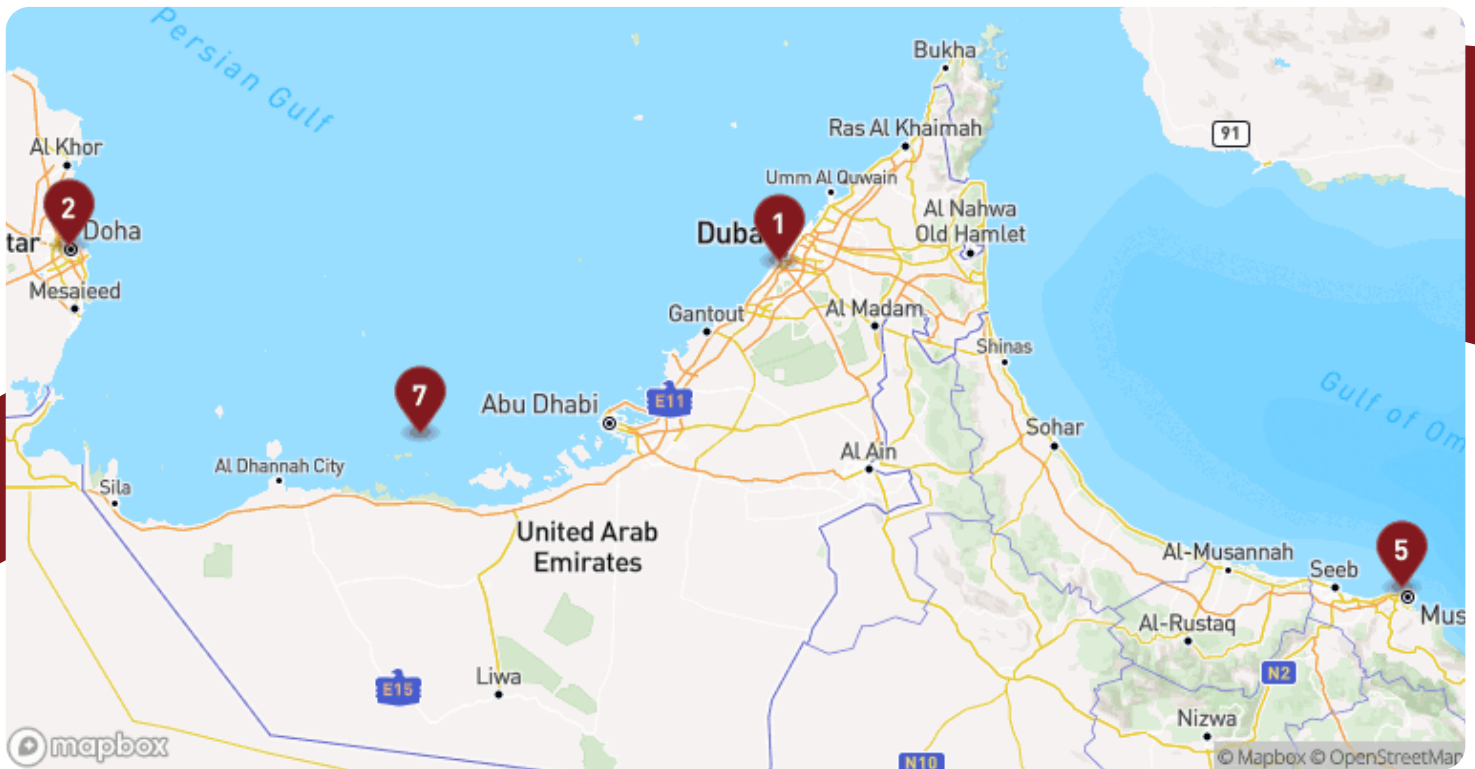 Persian Gulf
Bukha
91
Ras Al Khaimah
Al Khor
Umm Al Quwain
2
Doha
tar
1
Duba
Al Nahwa
Old Hamlet
Mesaieed
Gantout
Al Madam
Shinas
Gulf of Om
7
Abu Dhabi
E11
Sohar
Al Ain
Al Dhannah City
Sila
United Arab
Emirates
5
Al-Musannah
Seeb
Mus
Al-Rustaq
N2
Liwa
E15
Nizwa
N10
mapbox
© Mapbox © OpenStreetMap